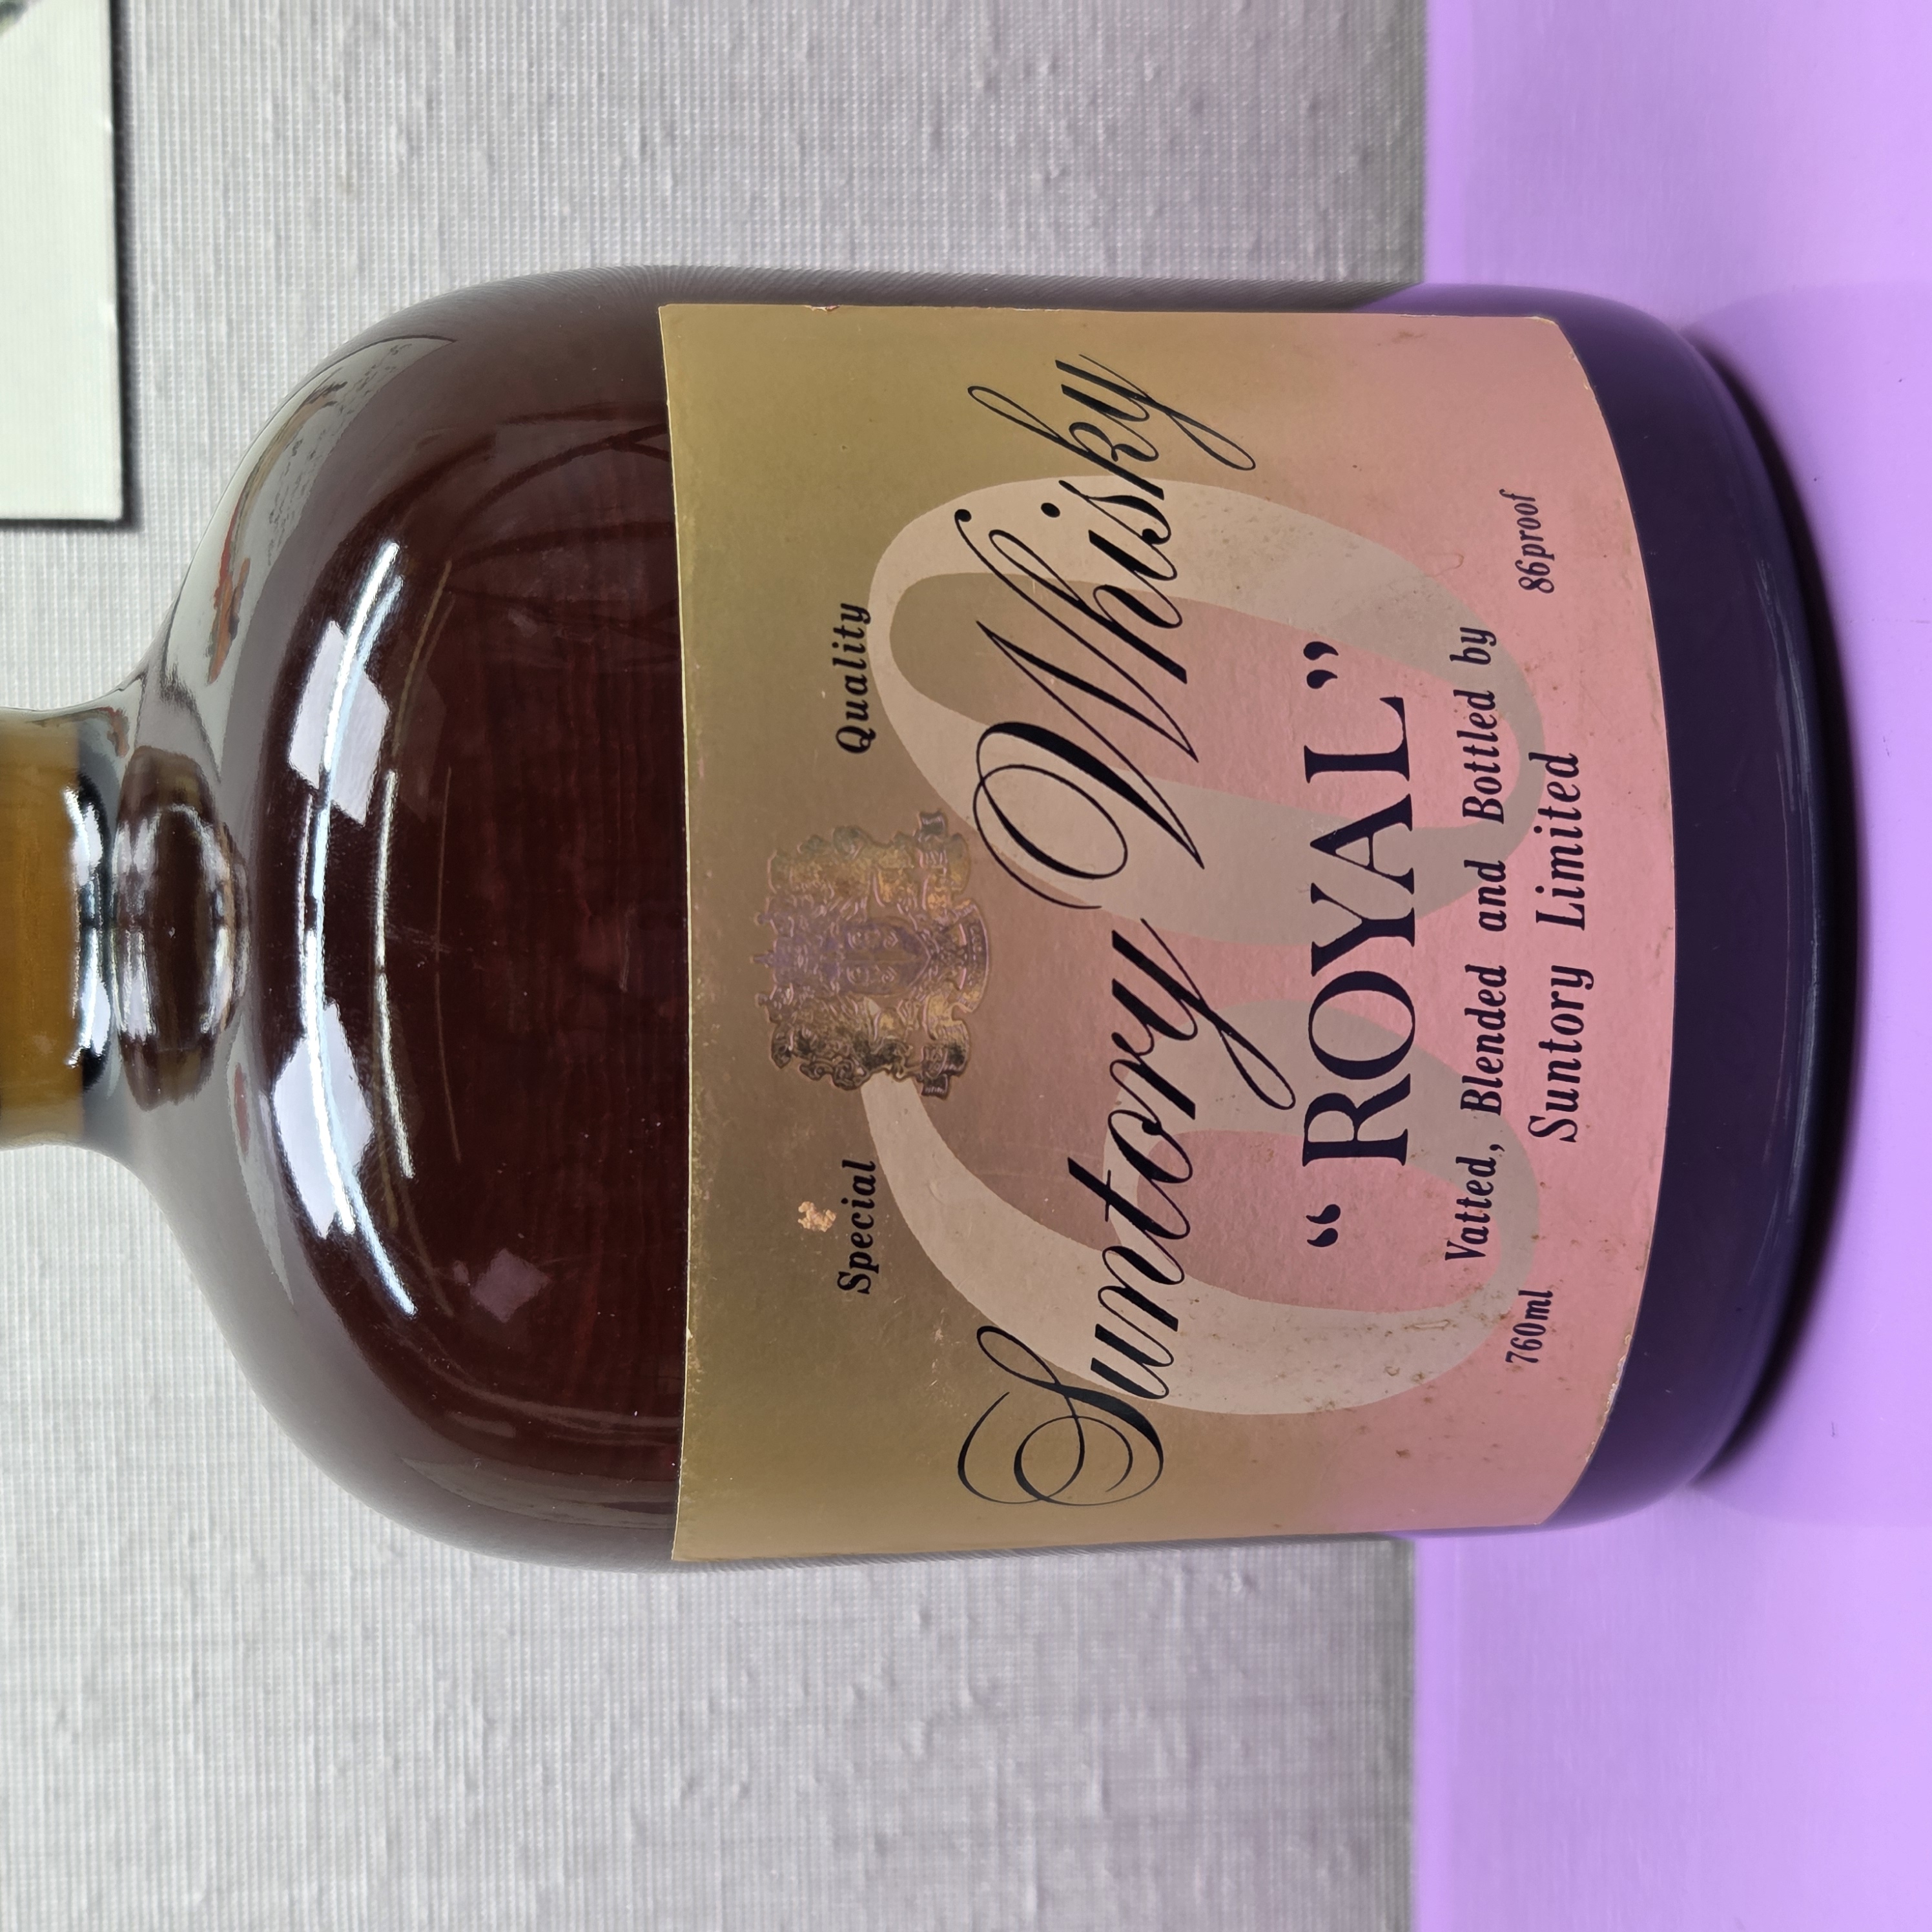 Special Quality
Suntory Whisky
“ROYAL”
Vatted, Blended and Bottled by
760ml 86proof
Suntory Limited